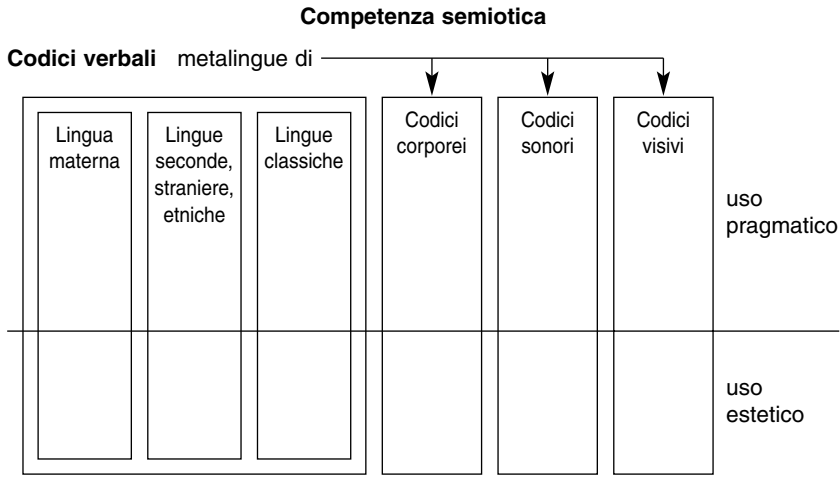 Competenza semiotica
Codici verbali metalingue di
Lingua
materna
Lingue
seconde,
straniere,
etniche
Lingue
classiche
Codici
corporei
Codici
sonori
Codici
visivi
uso
pragmatico
uso
estetico